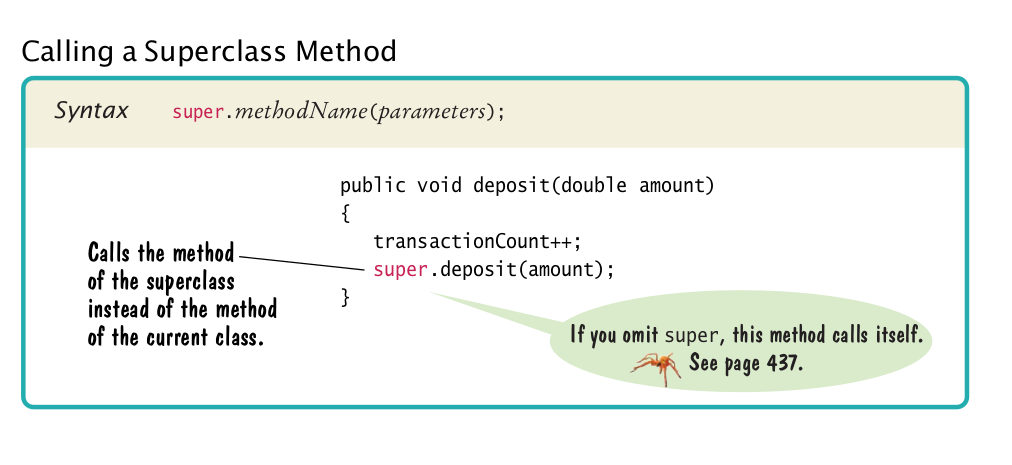 Calling a Superclass Method
Syntax super.methodName(parameters);
public void deposit(double amount)
{
transactionCount++;
super.deposit(amount);
}
Calls the method
of the superclass
instead of the method
of the current class.
If you omit super, this method calls itself.
See page 437.